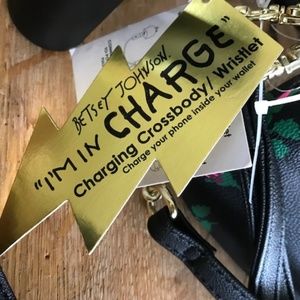 BETSEY JOHNSON.
"I'M IN CHARGE"
Charging Crossbody/ Wristlet
Charge your phone inside your wallet